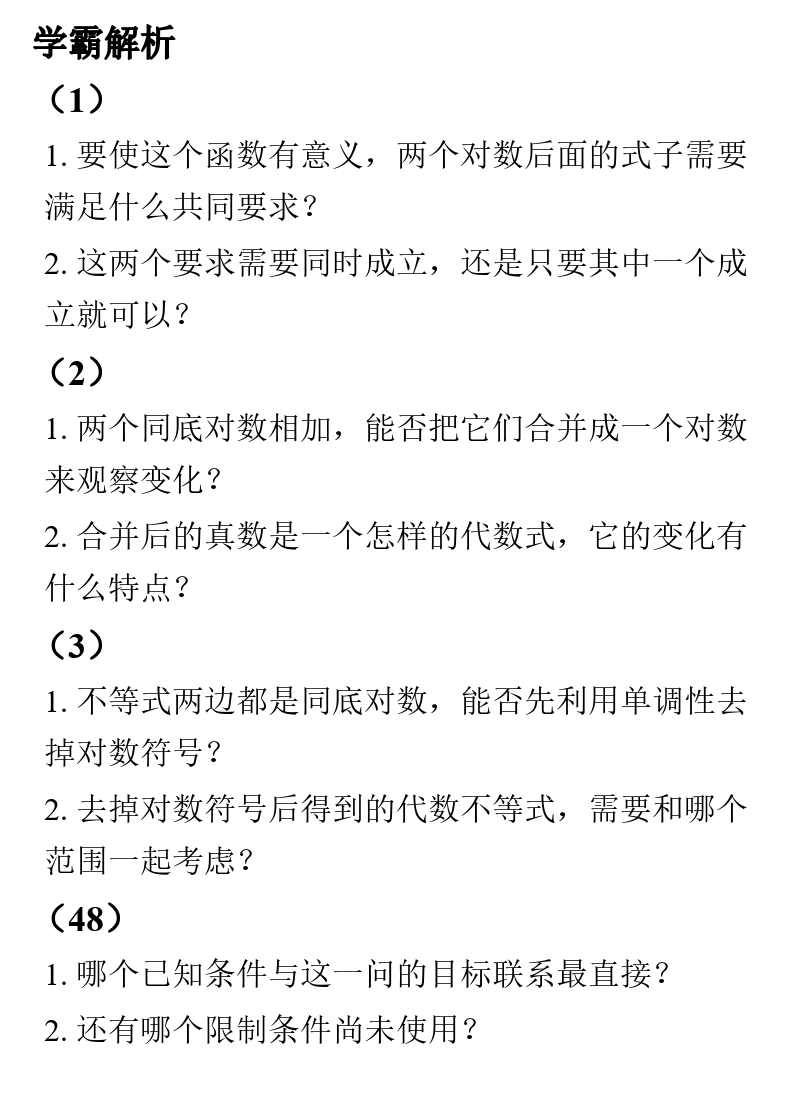 学霸解析
（1）
1. 要使这个函数有意义，两个对数后面的式子需要
满足什么共同要求？
2. 这两个要求需要同时成立，还是只要其中一个成
立就可以？
（2）
1. 两个同底对数相加，能否把它们合并成一个对数
来观察变化？
2. 合并后的真数是一个怎样的代数式，它的变化有
什么特点？
（3）
1. 不等式两边都是同底对数，能否先利用单调性去
掉对数符号？
2. 去掉对数符号后得到的代数不等式，需要和哪个
范围一起考虑？
（48）
1. 哪个已知条件与这一问的目标联系最直接？
2. 还有哪个限制条件尚未使用？